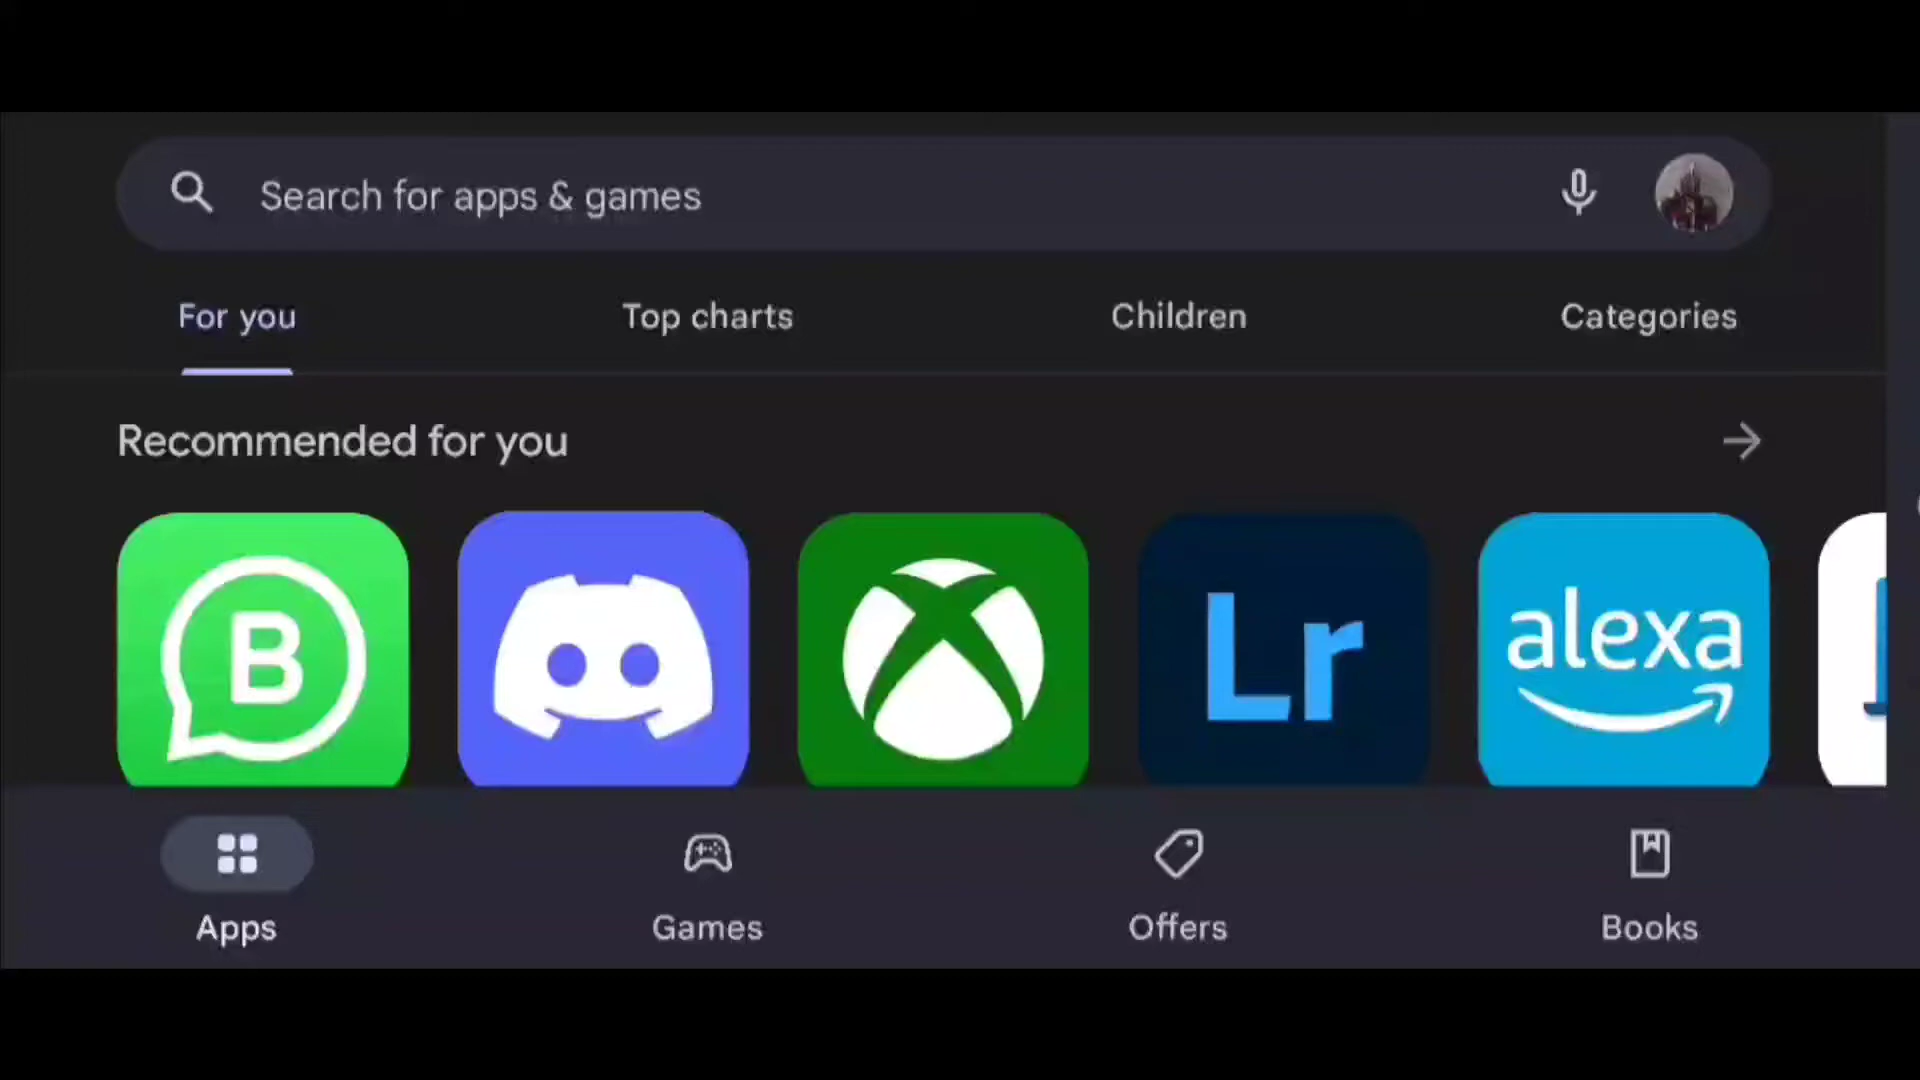 Search for apps & games
For you
Top charts
Children
Categories
Recommended for you
B
Lr
alexa
Apps
Games
Offers
Books